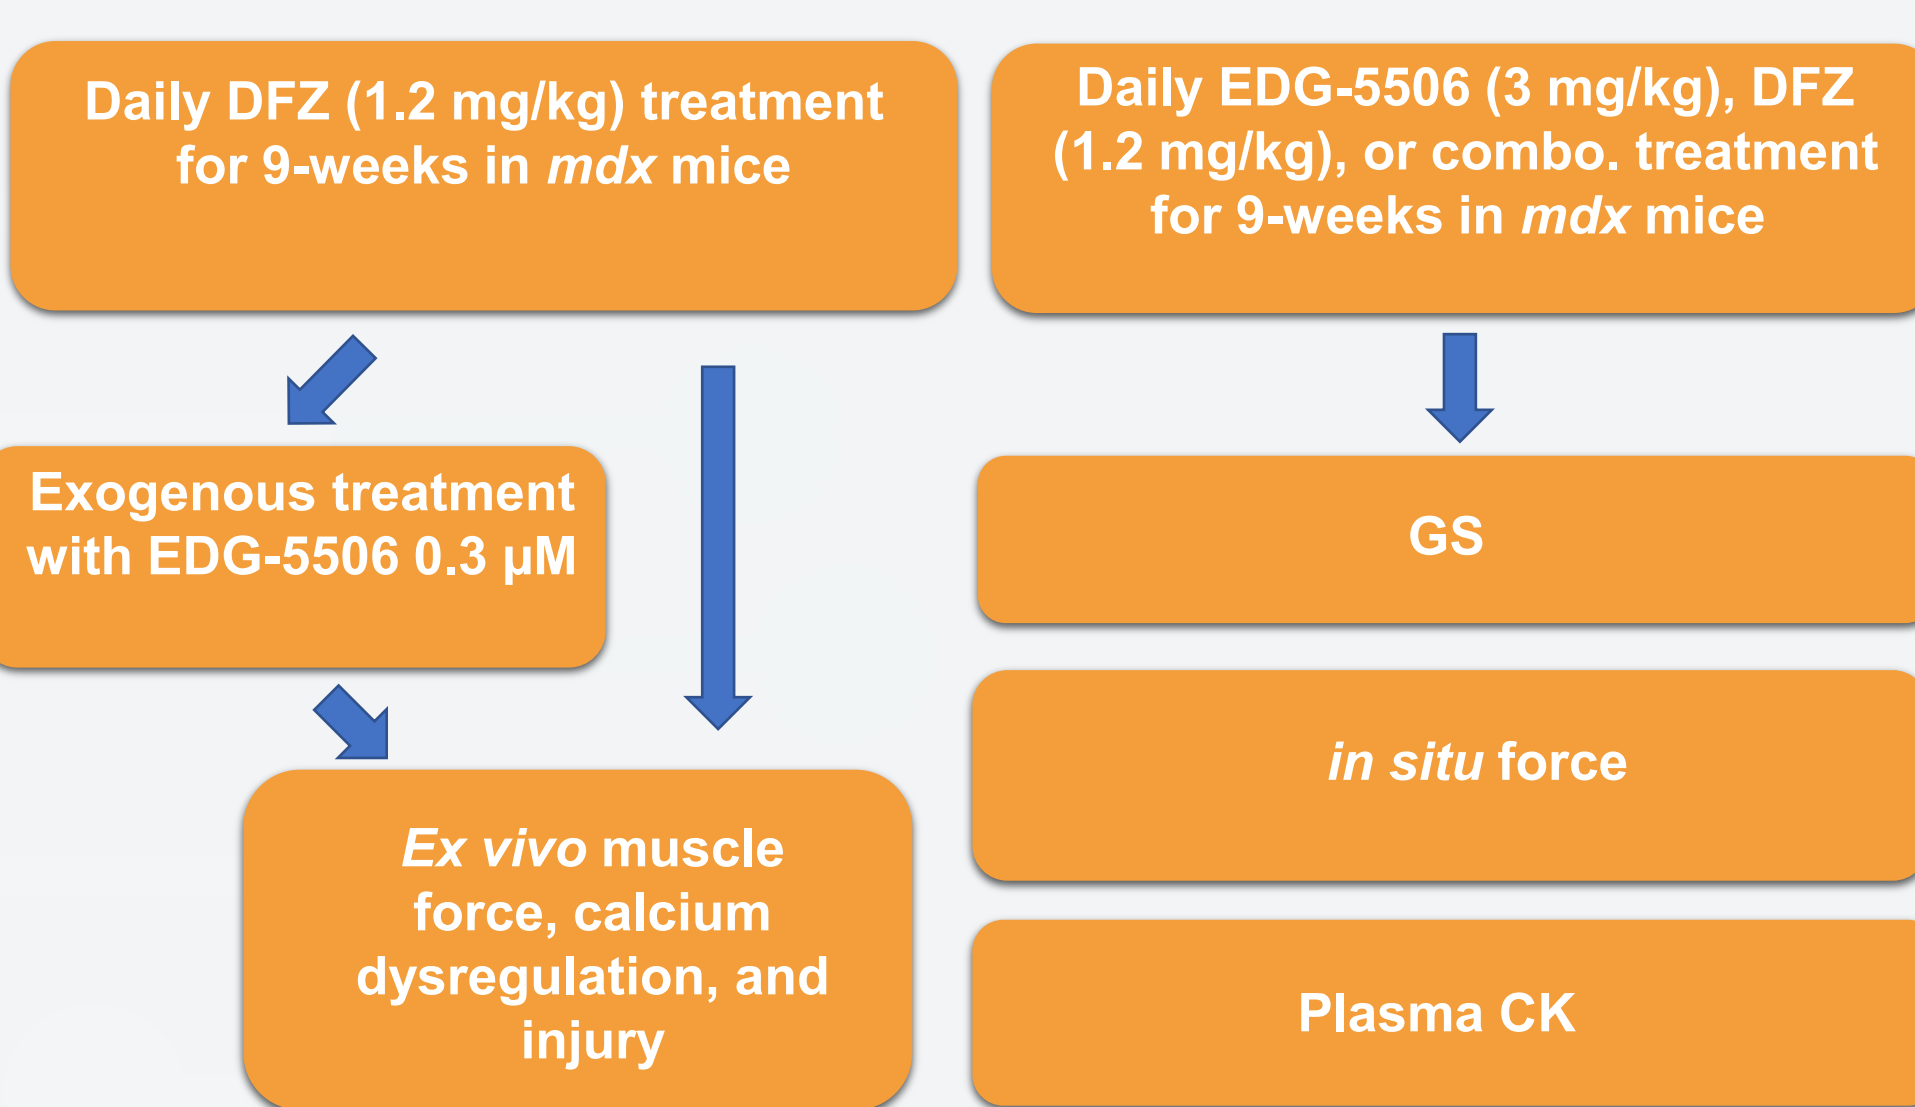 Daily DFZ (1.2 mg/kg) treatment
for 9-weeks in mdx mice
Daily EDG-5506 (3 mg/kg), DFZ
(1.2 mg/kg), or combo. treatment
for 9-weeks in mdx mice
Exogenous treatment
with EDG-5506 0.3 µM
Ex vivo muscle
force, calcium
dysregulation, and
injury
GS
in situ force
Plasma CK